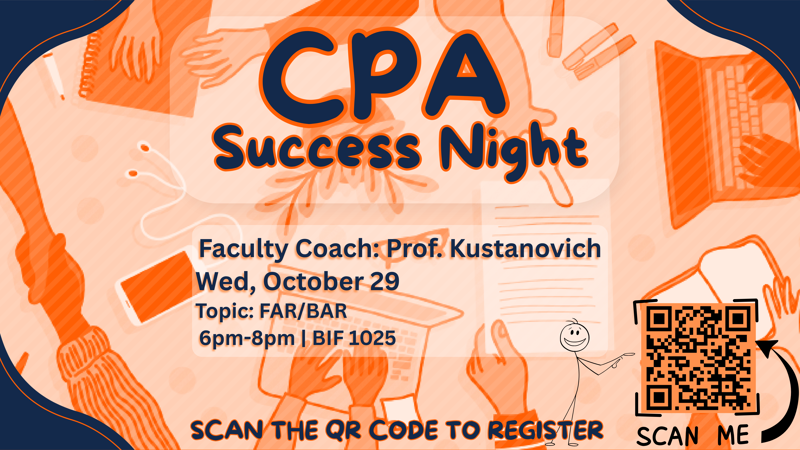 CPA
Success Night
Faculty Coach: Prof. Kustanovich
Wed, October 29
Topic: FAR/BAR
6pm-8pm | BIF 1025
SCAN THE QR CODE TO REGISTER
SCAN ME